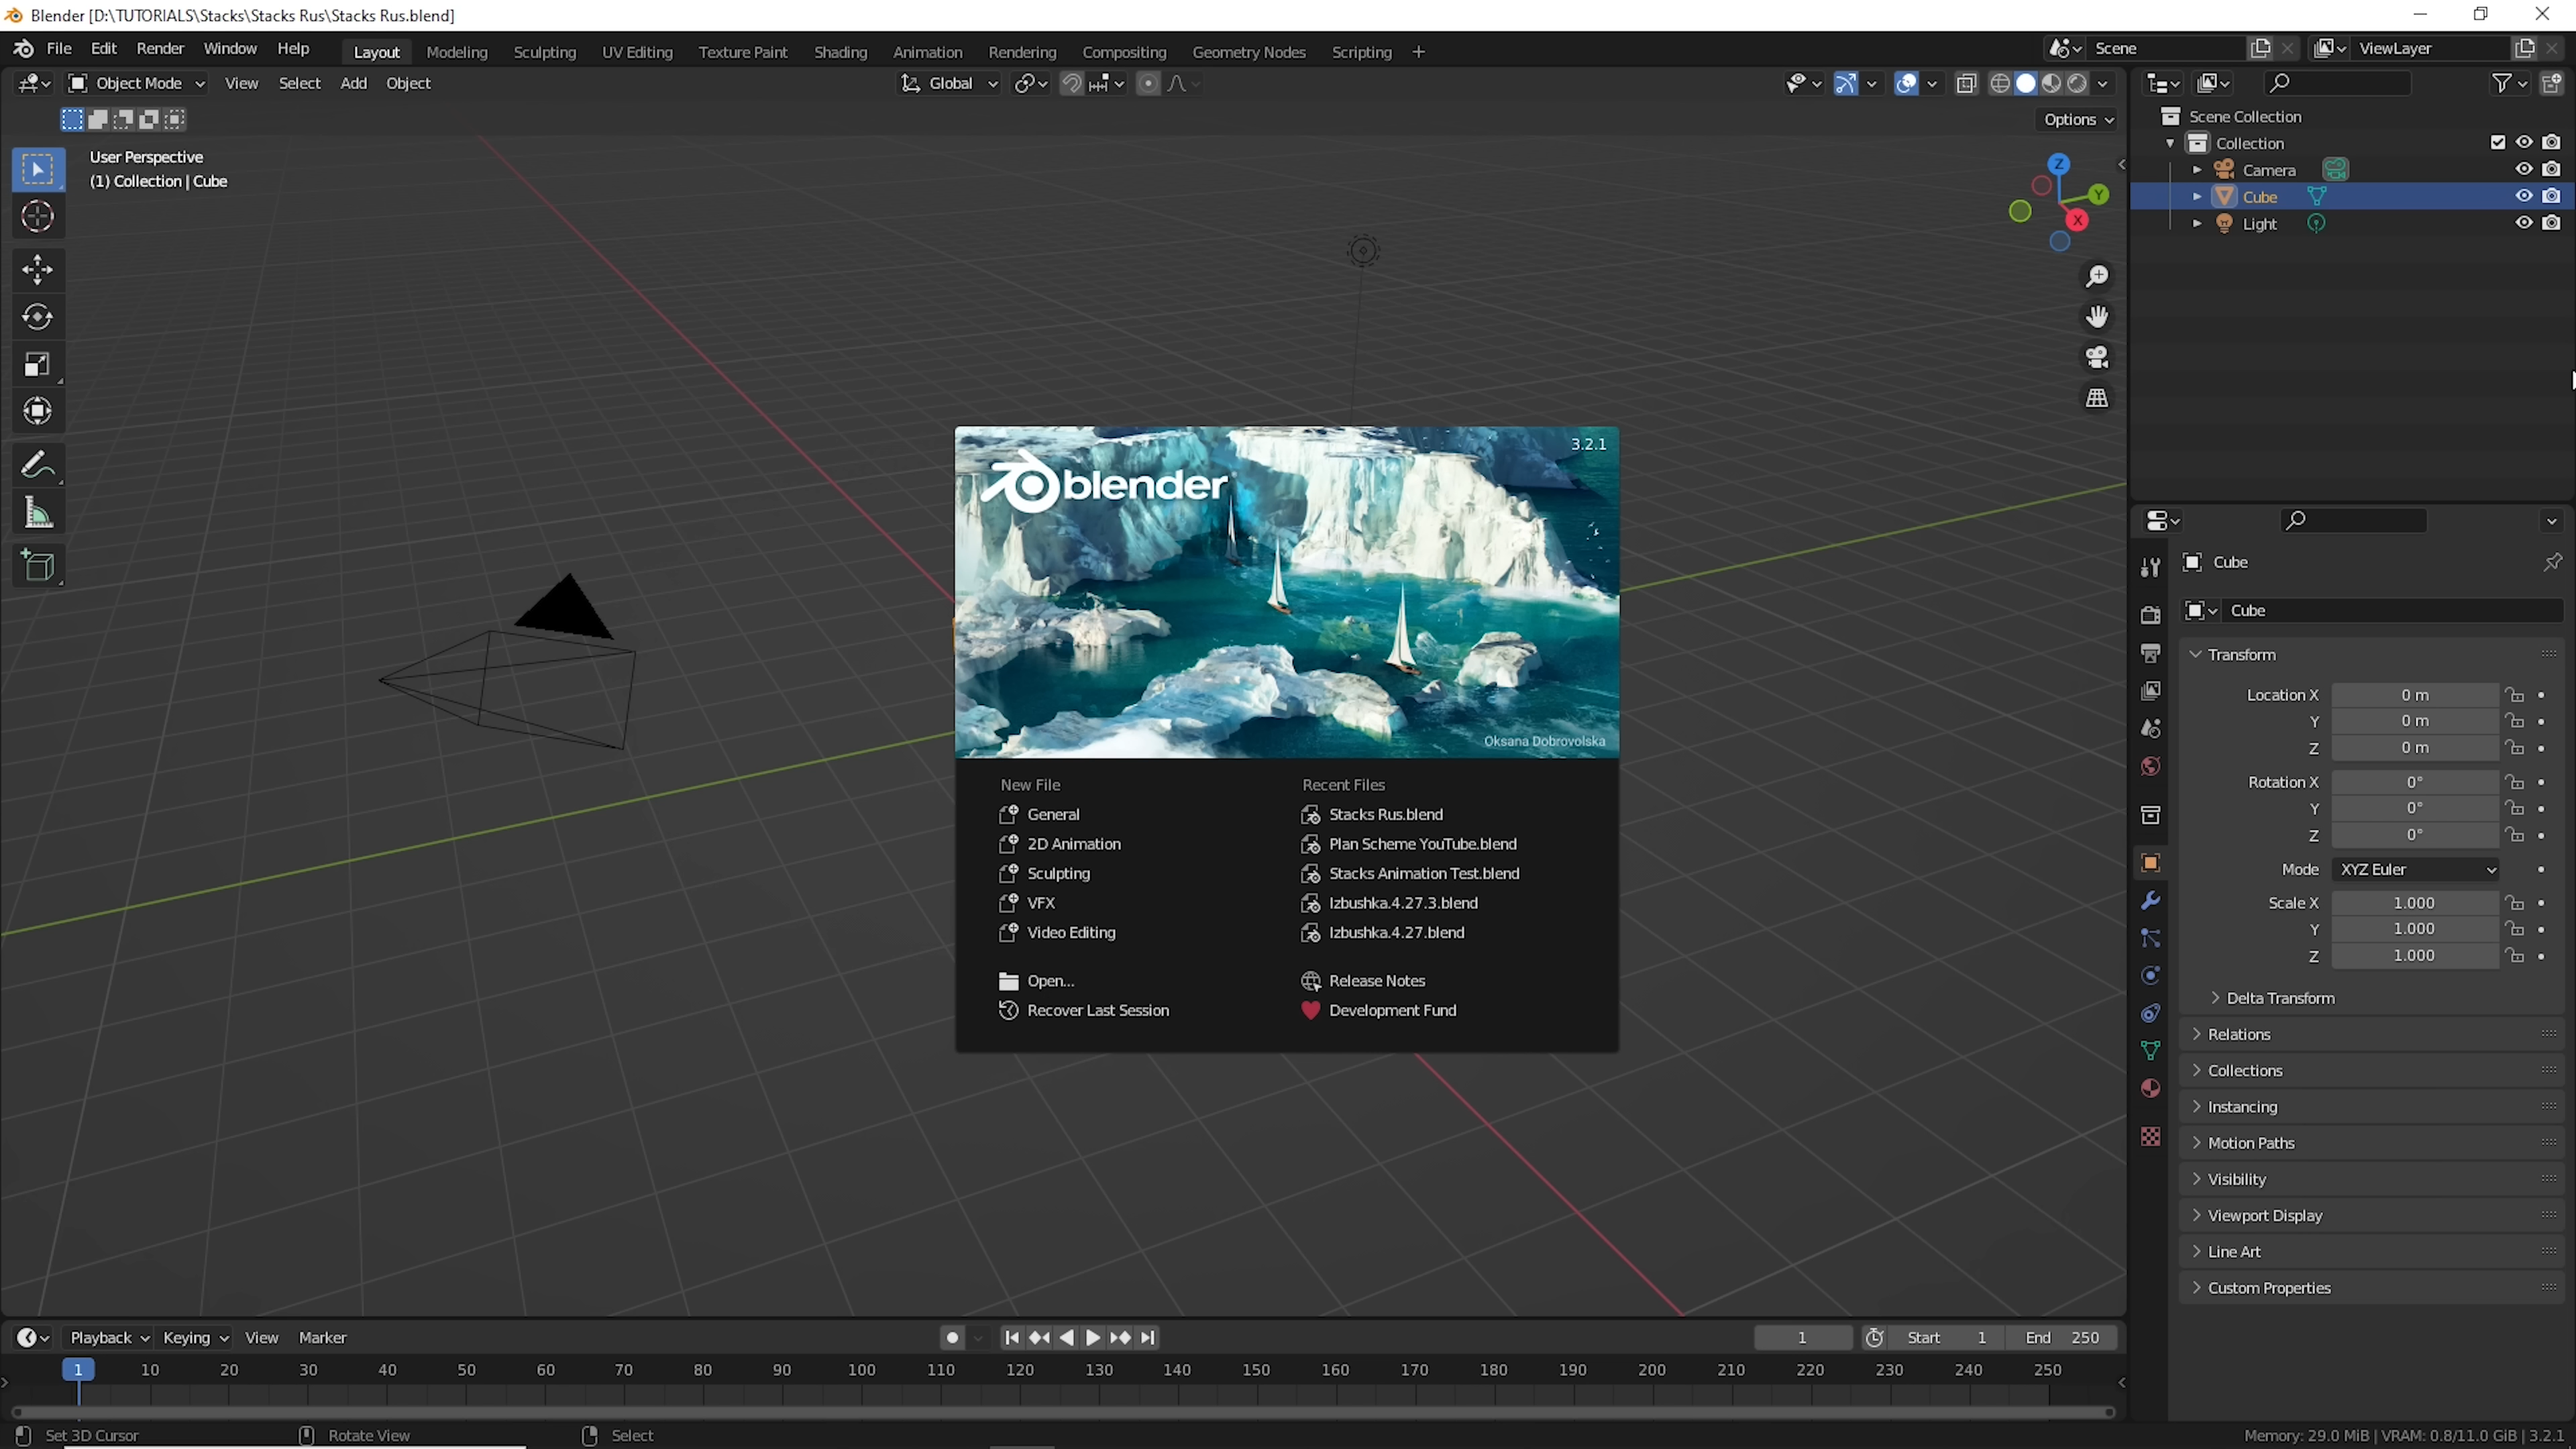 Blender [D:\TUTORIALS\Stacks\Stacks Rus\Stacks Rus.blend]
File Edit Render Window Help Layout Modeling Sculpting UV Editing Texture Paint Shading Animation Rendering Compositing Geometry Nodes Scripting + Scene ViewLayer
Object Mode View Select Add Object Global
Options
User Perspective
(1) Collection | Cube
Z
Y
X
Scene Collection
Collection
Camera
Cube
Light
3.2.1
blender
Oksana Dobrovolska
New File
General
2D Animation
Sculpting
VFX
Video Editing
Open...
Recover Last Session
Recent Files
Stacks Rus.blend
Plan Scheme YouTube.blend
Stacks Animation Test.blend
Izbushka.4.27.3.blend
Izbushka.4.27.blend
Release Notes
Development Fund
Cube
Cube
Transform
Location X 0 m
Y 0 m
Z 0 m
Rotation X 0°
Y 0°
Z 0°
Mode XYZ Euler
Scale X 1.000
Y 1.000
Z 1.000
Delta Transform
Relations
Collections
Instancing
Motion Paths
Visibility
Viewport Display
Line Art
Custom Properties
Playback Keying View Marker 1 Start 1 End 250
1 10 20 30 40 50 60 70 80 90 100 110 120 130 140 150 160 170 180 190 200 210 220 230 240 250
Set 3D Cursor Rotate View Select Memory: 29.0 MiB | VRAM: 0.8/11.0 GiB | 3.2.1